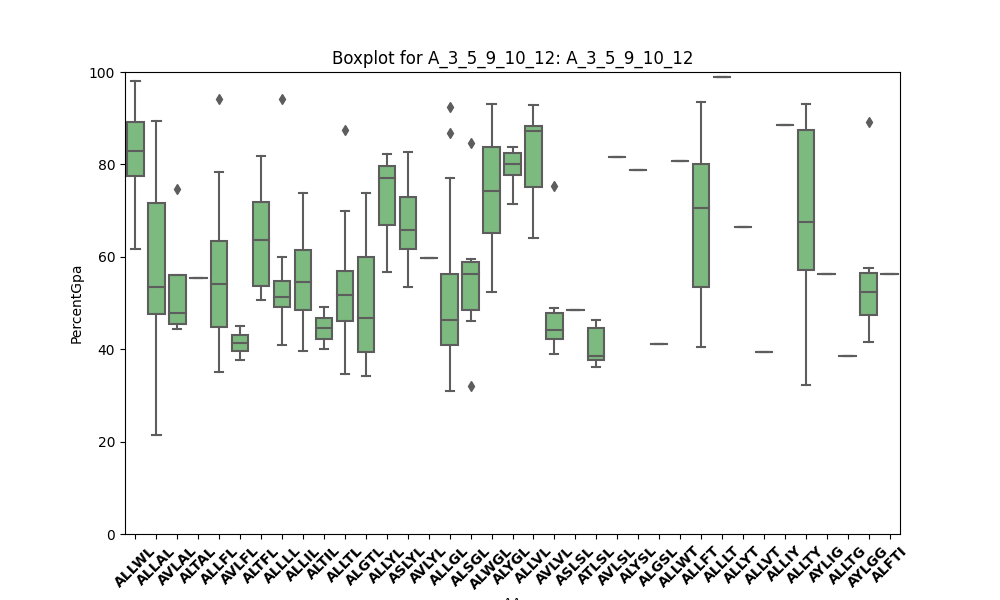 Boxplot for A_3_5_9_10_12: A_3_5_9_10_12
PercentGpa
100
80
60
40
20
0
ALLWL
ALLAL
AVLAL
ALTAL
ALLFL
AVLFL
ALTFL
ALLLL
ALLIL
ALTIL
ALLTL
ALGTL
ALLYL
ASLYL
AVLYL
ALLGL
ALSGL
ALWGL
ALYGL
ALLVL
AVLVL
ASLSL
ATLSL
AVLSL
ALYSL
ALGSL
ALLWT
ALLFT
ALLLT
ALLYT
ALLVT
ALLIY
ALLTY
AYLIG
ALLTG
AYLGG
ALFTI